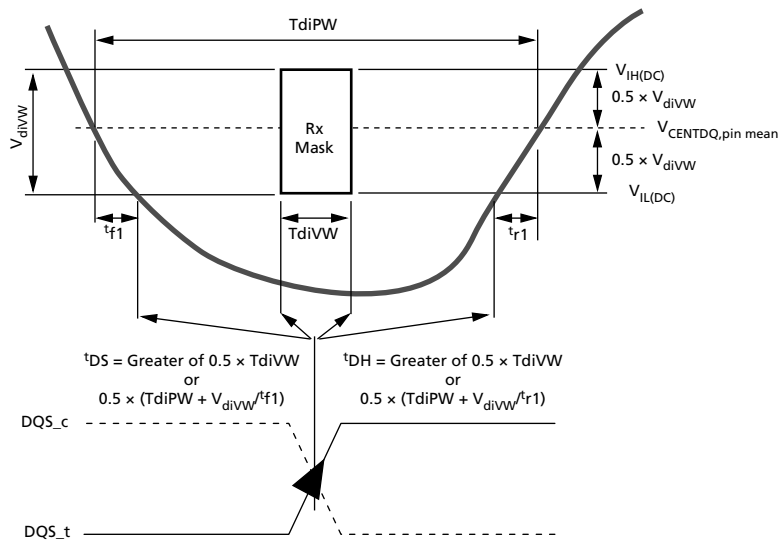 TdiPW
VdiVW
Rx
Mask
VIH(DC)
0.5 × VdiVW
VCENTDQ,pin mean
0.5 × VdiVW
VIL(DC)
tf1
TdiVW
tr1
tDS = Greater of 0.5 × TdiVW
or
0.5 × (TdiPW + VdiVW/tf1)
tDH = Greater of 0.5 × TdiVW
or
0.5 × (TdiPW + VdiVW/tr1)
DQS_c
DQS_t